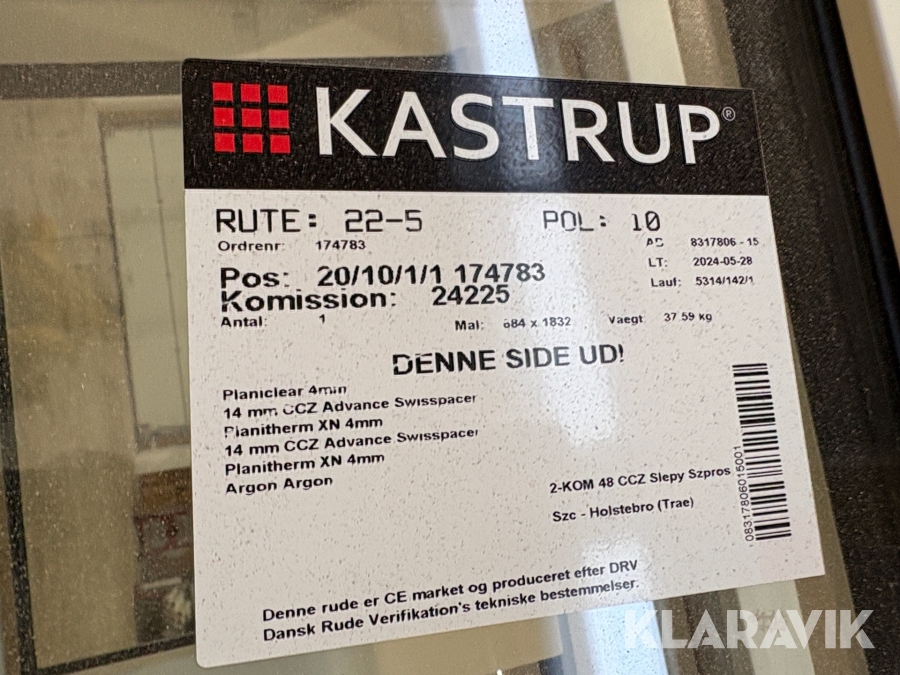 KASTRUP®
RUTE: 22-5 POL: 10
Ordrenr: 174783 8317806 - 15
LT: 2024-05-28
Pos: 20/10/1/1 174783 Lauf: 5314/142/1
Komission: 24225
Antal: 1 Mal: 684 x 1832 Vaegt 37.59 kg
DENNE SIDE UD!
Planiclear 4mm
14 mm CCZ Advance Swisspacer
Planitherm XN 4mm
14 mm CCZ Advance Swisspacer
Planitherm XN 4mm
Argon Argon
2-KOM 48 CCZ Slepy Szpros
Szc - Holstebro (Trae)
08317806015001
Denne rude er CE market og produceret efter DRV
Dansk Rude Verifikation's tekniske bestemmelser.
KLARAVIK